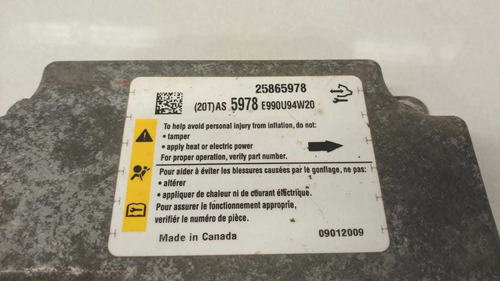 25865978
(20T)AS 5978 E990U94W20
To help avoid personal injury from inflation, do not:
• tamper
• apply heat or electric power
For proper operation, verify part number.
Pour aider à éviter les blessures causées par le gonflage, ne pas:
• altérer
• appliquer de chaleur ni de courant électrique.
Pour assurer le fonctionnement approprie,
verifié le numéro de pièce.
Made in Canada
09012009